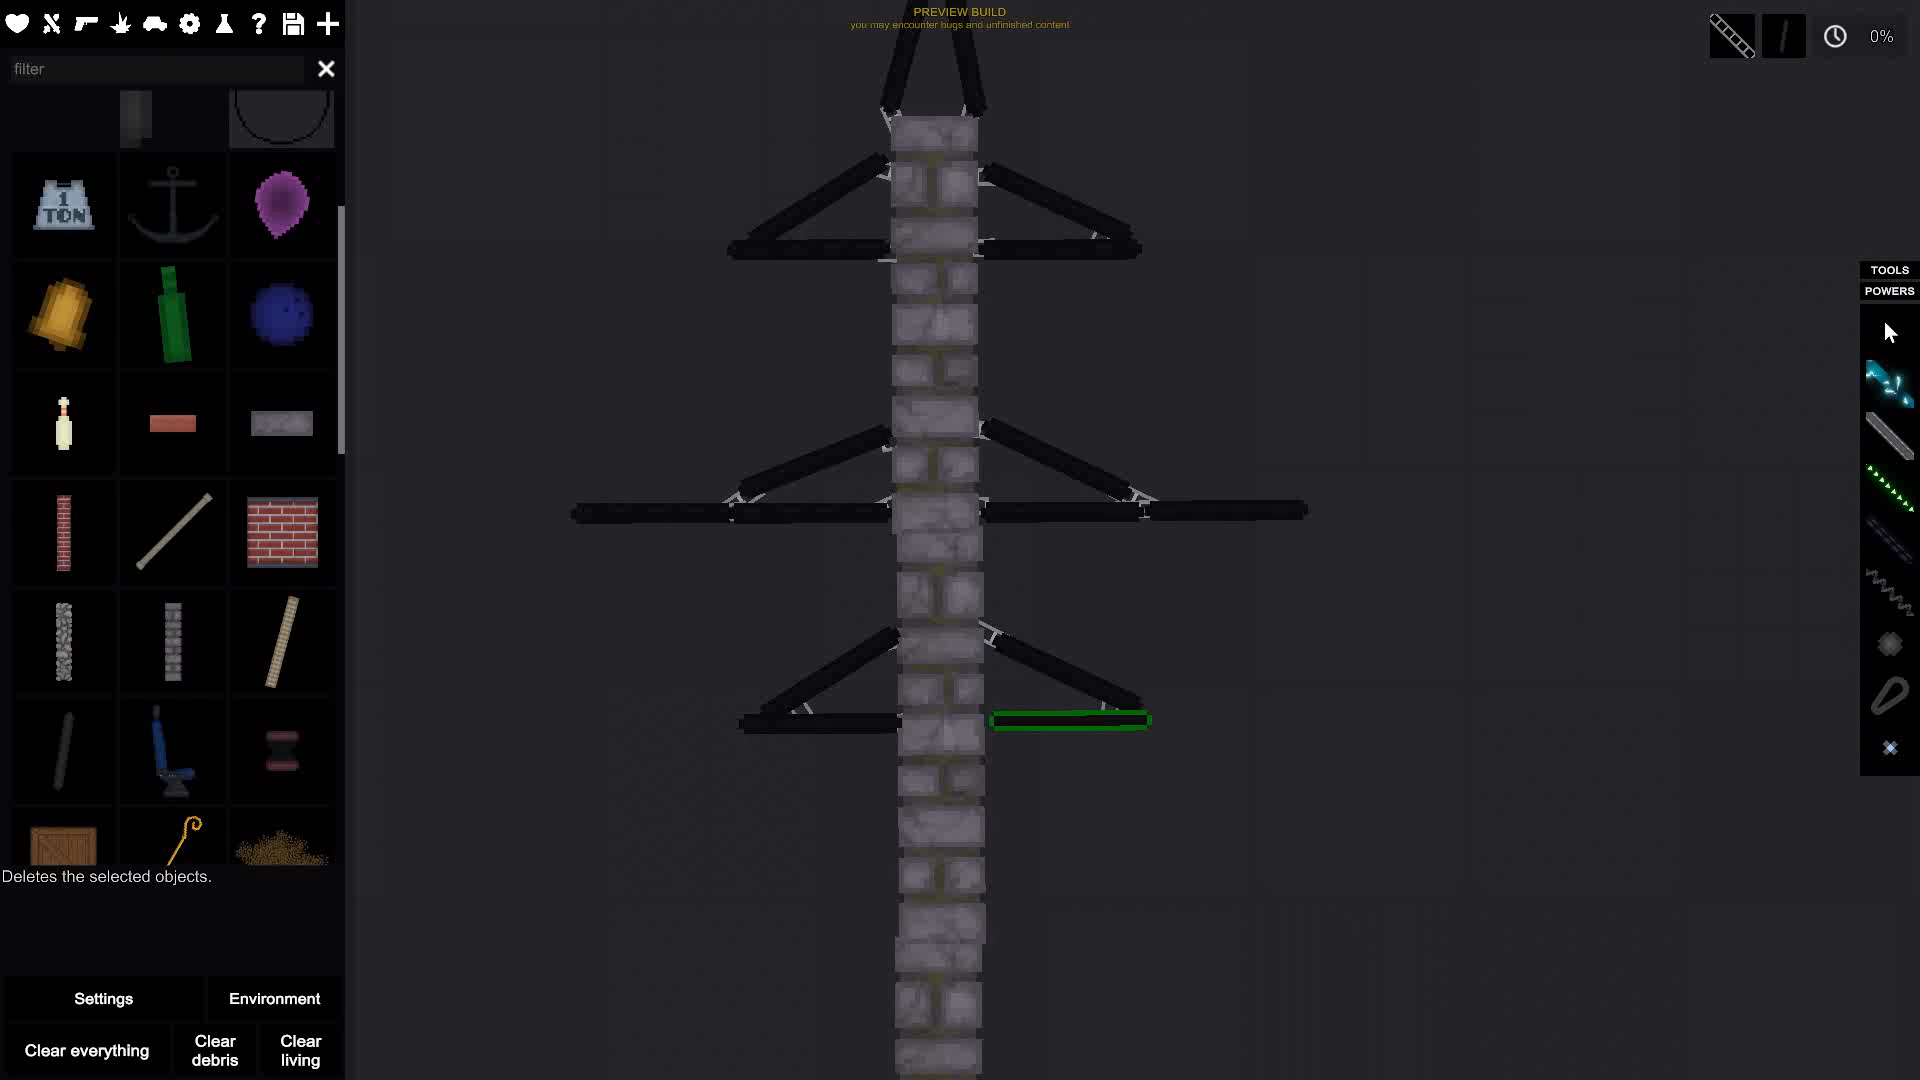 PREVIEW BUILD
you may encounter bugs and unfinished content
0%
filter
1
TON
TOOLS
POWERS
Deletes the selected objects.
Settings
Environment
Clear everything
Clear
debris
Clear
living